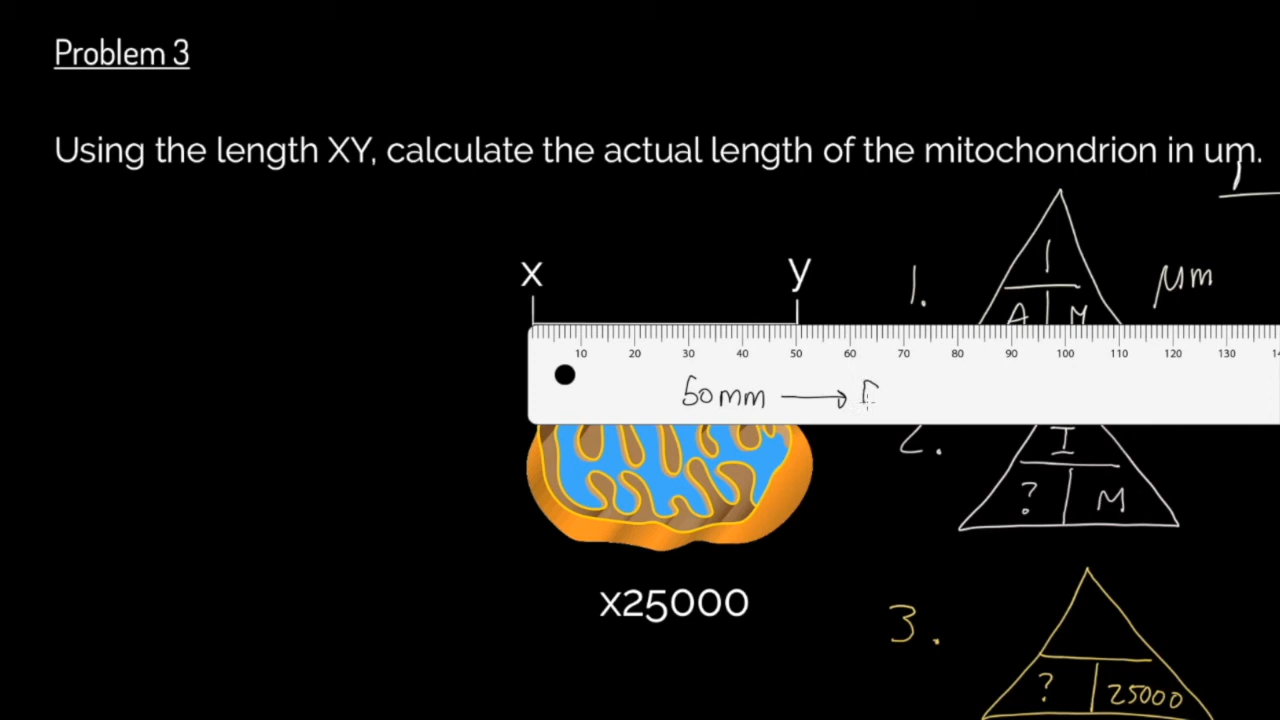 Problem 3
Using the length XY, calculate the actual length of the mitochondrion in um.
x y
1.
I
A M
μm
10 20 30 40 50 60 70 80 90 100 110 120 130
50mm →
2.
I
? M
x25000
3.
? 25000